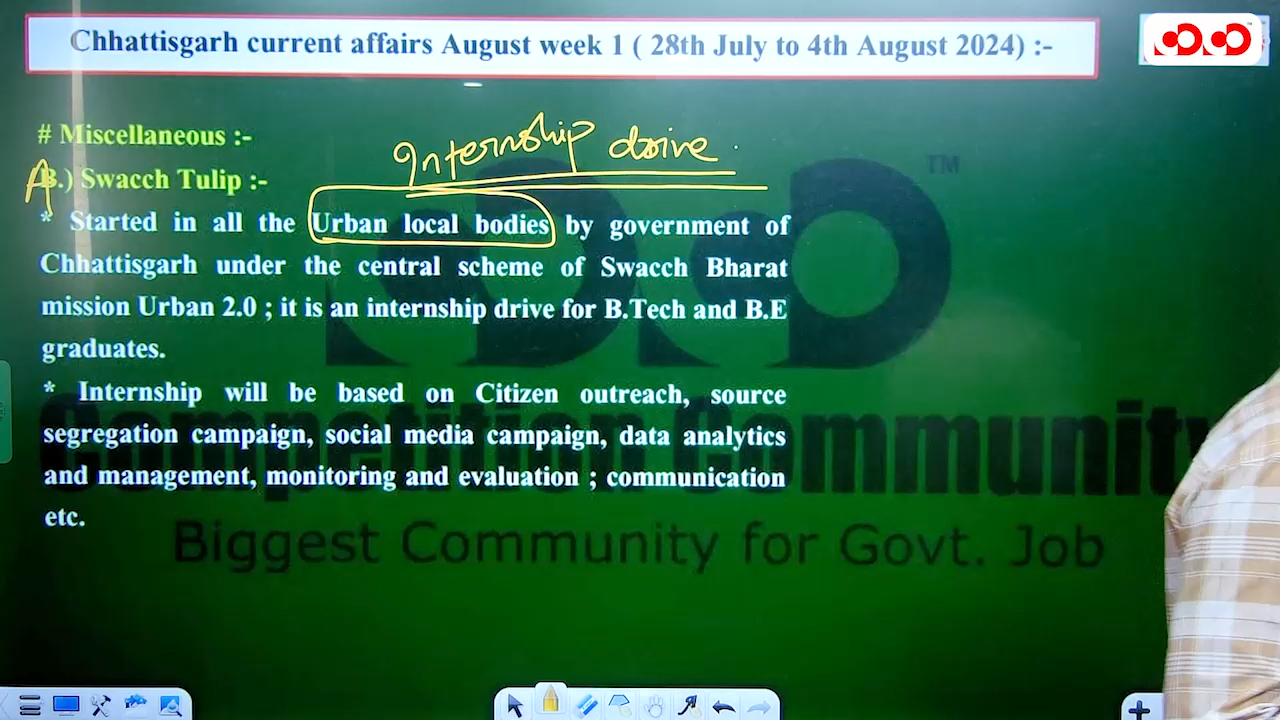 Chhattisgarh current affairs August week 1 ( 28th July to 4th August 2024) :-
# Miscellaneous :-
Internship drive
TM
A
B.) Swacch Tulip :-
* Started in all the Urban local bodies by government of
Chhattisgarh under the central scheme of Swacch Bharat
mission Urban 2.0 ; it is an internship drive for B.Tech and B.E
graduates.
* Internship will be based on Citizen outreach, source
segregation campaign, social media campaign, data analytics
and management, monitoring and evaluation ; communication
etc.
Competition Community
Biggest Community for Govt. Job